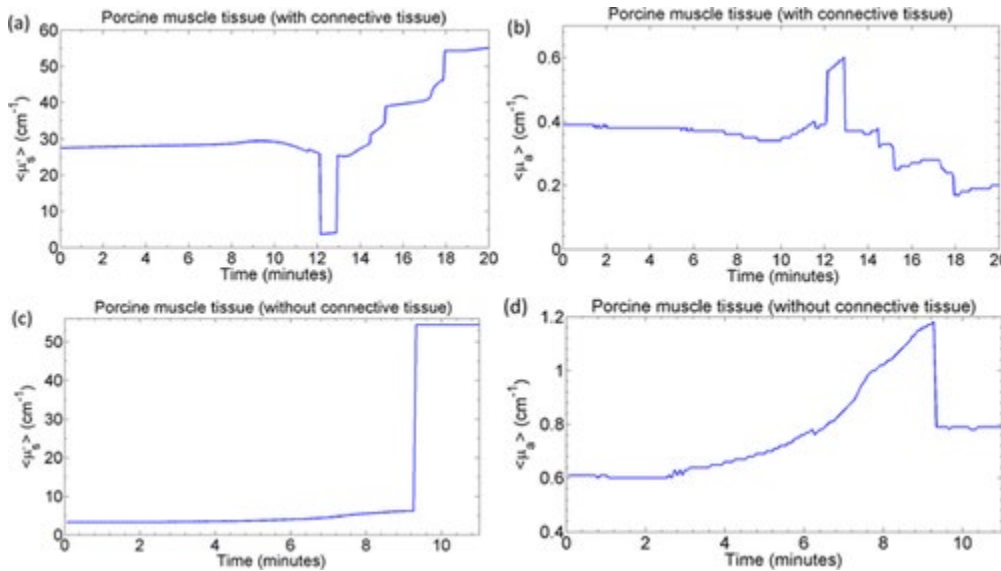 (a)
Porcine muscle tissue (with connective tissue)
60
50
40
30
20
10
0
<μ's> (cm⁻¹)
0 2 4 6 8 10 12 14 16 18 20
Time (minutes)
(b)
Porcine muscle tissue (with connective tissue)
0.6
0.4
0.2
0
<μa> (cm⁻¹)
0 2 4 6 8 10 12 14 16 18 20
Time (minutes)
(c)
Porcine muscle tissue (without connective tissue)
50
40
30
20
10
0
<μ's> (cm⁻¹)
0 2 4 6 8 10
Time (minutes)
(d)
Porcine muscle tissue (without connective tissue)
1.2
1
0.8
0.6
0.4
<μa> (cm⁻¹)
0 2 4 6 8 10
Time (minutes)